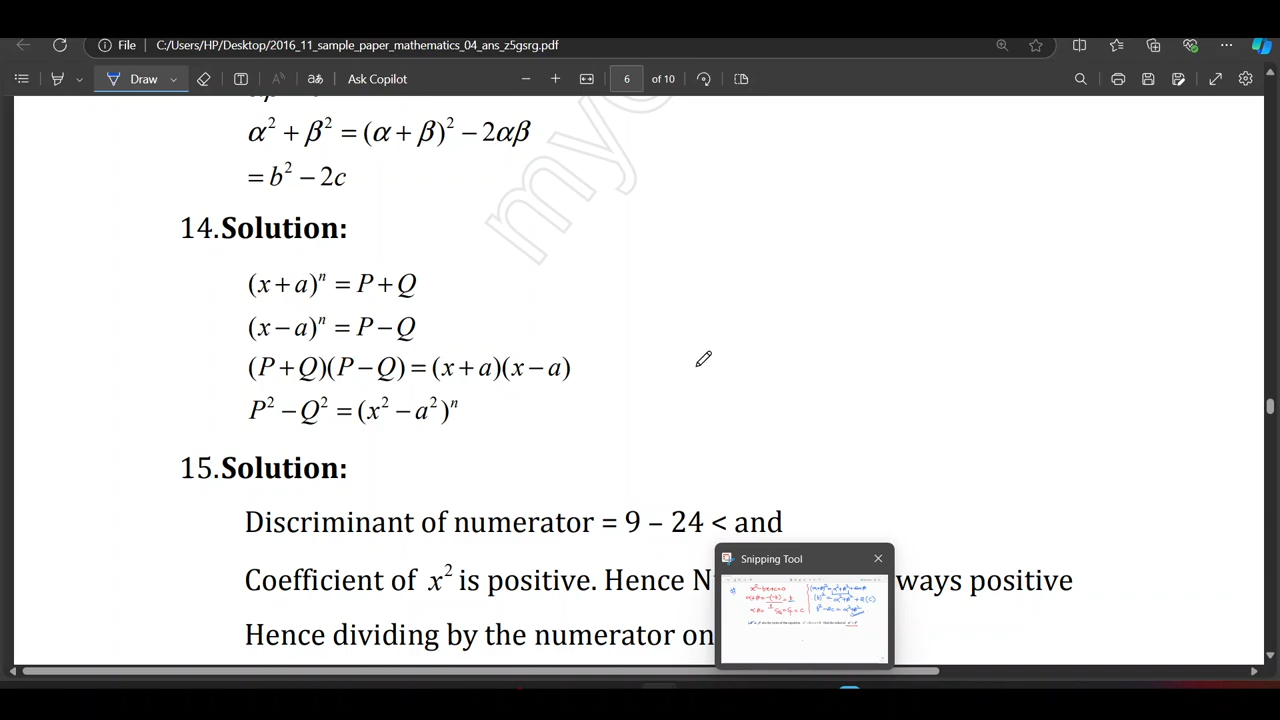 File C:/Users/HP/Desktop/2016_11_sample_paper_mathematics_04_ans_z5gsrg.pdf
Draw Ask Copilot 6 of 10
α² + β² = (α + β)² − 2αβ
= b² − 2c
14.Solution:
(x + a)ⁿ = P + Q
(x − a)ⁿ = P − Q
(P + Q)(P − Q) = (x + a)(x − a)
P² − Q² = (x² − a²)ⁿ
15.Solution:
Discriminant of numerator = 9 – 24 < and
Snipping Tool
Coefficient of x² is positive. Hence N ways positive
Hence dividing by the numerator on